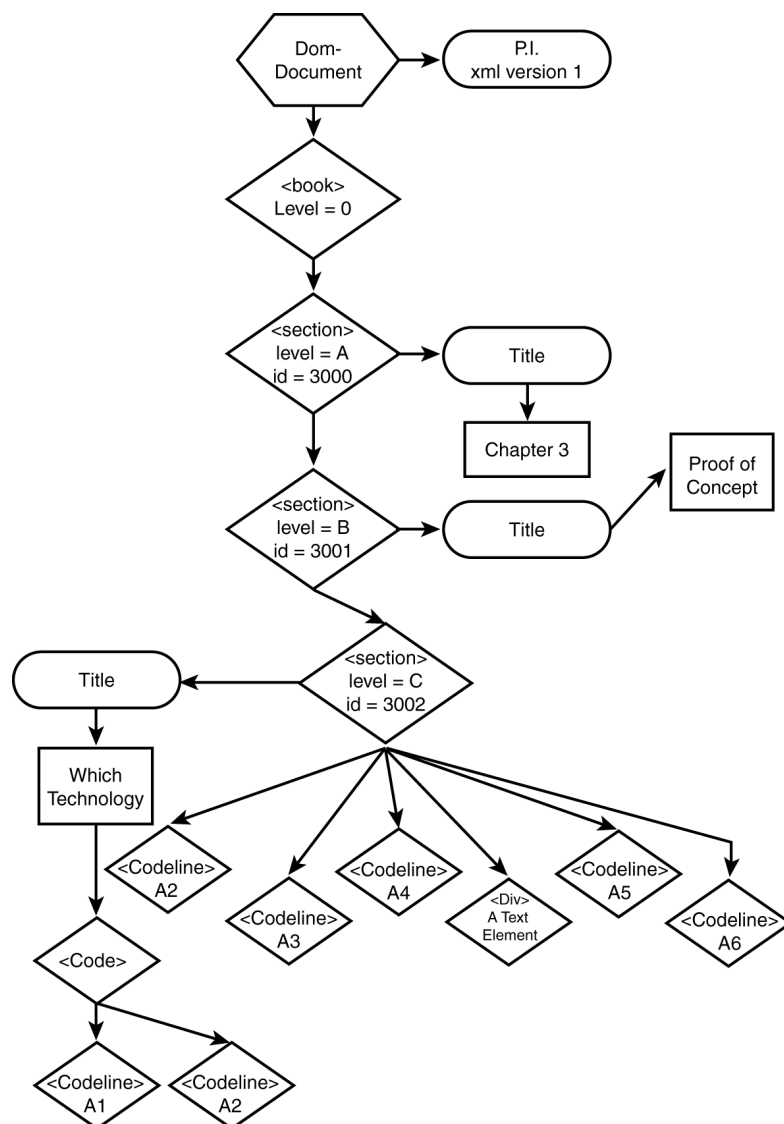 Dom-
Document
P.I.
xml version 1
<book>
Level = 0
<section>
level = A
id = 3000
Title
Chapter 3
<section>
level = B
id = 3001
Title
Proof of
Concept
<section>
level = C
id = 3002
Title
Which
Technology
<Codeline>
A2
<Codeline>
A3
<Codeline>
A4
<Div>
A Text
Element
<Codeline>
A5
<Codeline>
A6
<Code>
<Codeline>
A1
<Codeline>
A2